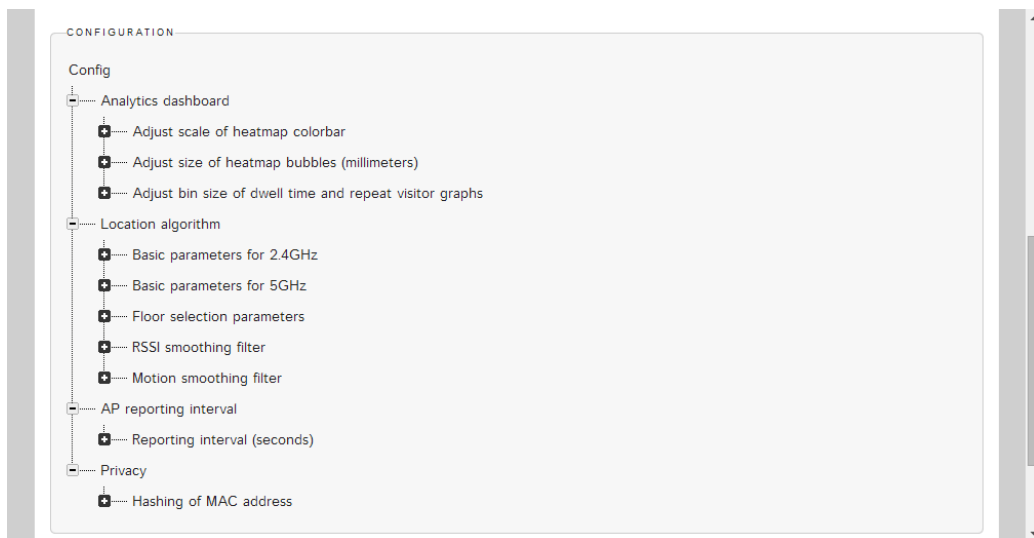 CONFIGURATION
Config
Analytics dashboard
Adjust scale of heatmap colorbar
Adjust size of heatmap bubbles (millimeters)
Adjust bin size of dwell time and repeat visitor graphs
Location algorithm
Basic parameters for 2.4GHz
Basic parameters for 5GHz
Floor selection parameters
RSSI smoothing filter
Motion smoothing filter
AP reporting interval
Reporting interval (seconds)
Privacy
Hashing of MAC address